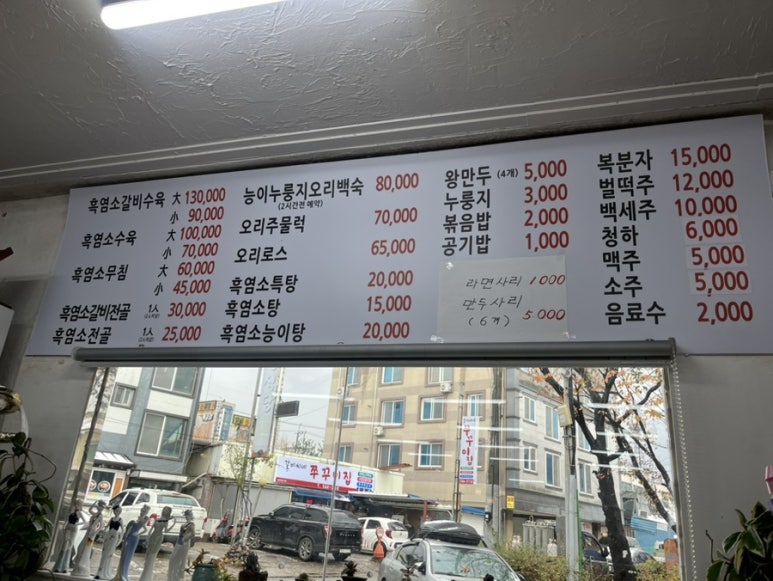 흑염소갈비수육 大 130,000
小 90,000
흑염소수육 大 100,000
小 70,000
흑염소무침 大 60,000
小 45,000
흑염소갈비전골 1人 30,000
흑염소전골 1人 25,000
능이누룽지오리백숙 80,000
(2시간전 예약)
오리주물럭 70,000
오리로스 65,000
흑염소특탕 20,000
흑염소탕 15,000
흑염소능이탕 20,000
왕만두 (4개) 5,000
누룽지 3,000
볶음밥 2,000
공기밥 1,000
라면사리 1000
만두사리
(6개) 5000
복분자 15,000
벌떡주 12,000
백세주 10,000
청하 6,000
맥주 5,000
소주 5,000
음료수 2,000
쭈꾸미집